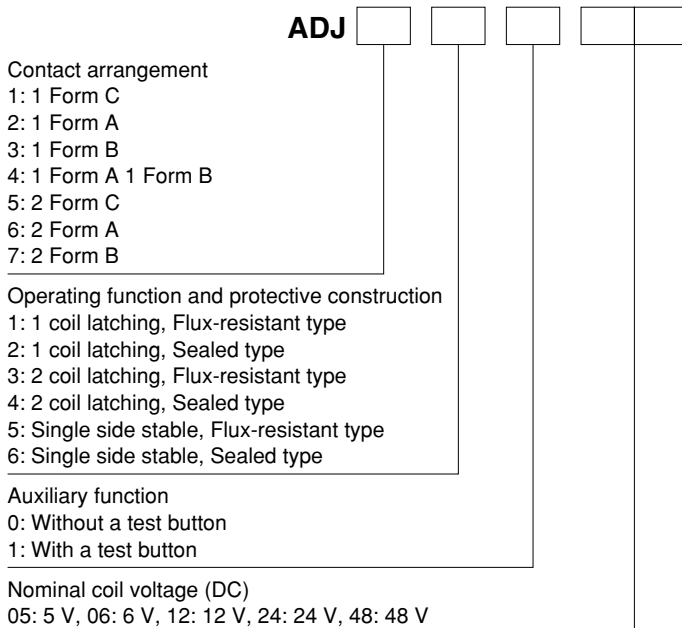 ADJ
Contact arrangement
1: 1 Form C
2: 1 Form A
3: 1 Form B
4: 1 Form A 1 Form B
5: 2 Form C
6: 2 Form A
7: 2 Form B
Operating function and protective construction
1: 1 coil latching, Flux-resistant type
2: 1 coil latching, Sealed type
3: 2 coil latching, Flux-resistant type
4: 2 coil latching, Sealed type
5: Single side stable, Flux-resistant type
6: Single side stable, Sealed type
Auxiliary function
0: Without a test button
1: With a test button
Nominal coil voltage (DC)
05: 5 V, 06: 6 V, 12: 12 V, 24: 24 V, 48: 48 V